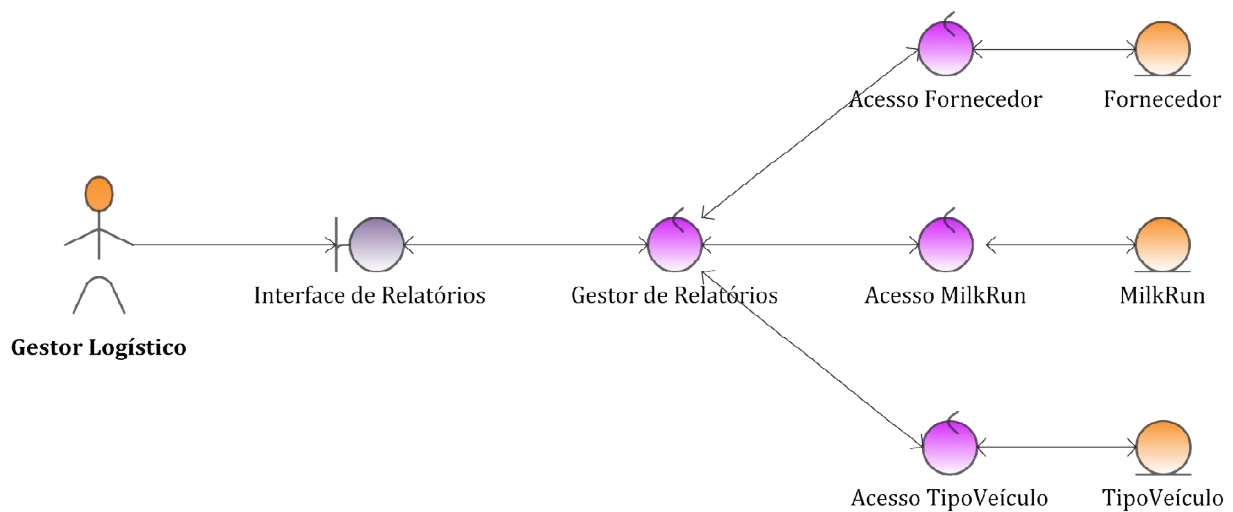 Acesso Fornecedor
Fornecedor
Interface de Relatórios
Gestor de Relatórios
Acesso MilkRun
MilkRun
Gestor Logístico
Acesso TipoVeículo
TipoVeículo